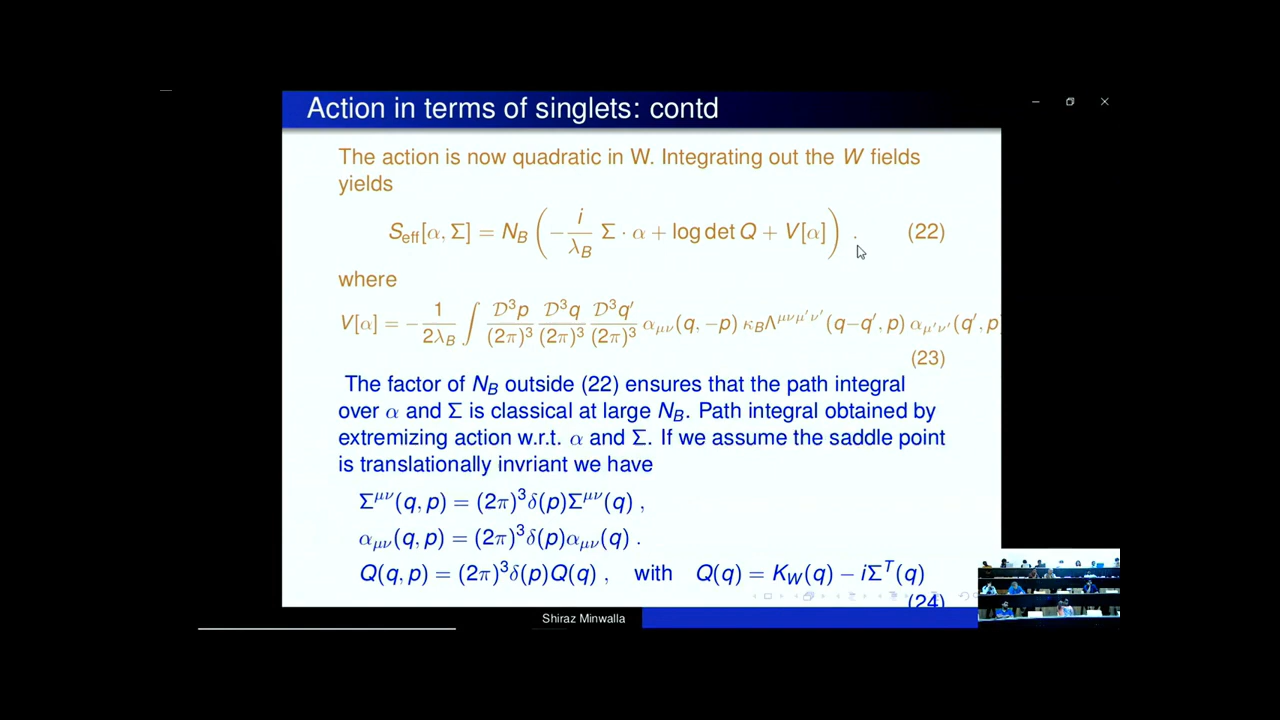 Action in terms of singlets: contd
The action is now quadratic in W. Integrating out the W fields
yields
S_eff[α, Σ] = N_B ( − i/λ_B Σ · α + log det Q + V[α] ) . (22)
where
V[α] = − 1/2λ_B ∫ 𝒟³p/(2π)³ 𝒟³q/(2π)³ 𝒟³q′/(2π)³ α_μν(q, −p) κ_B Λ^μνμ′ν′(q−q′, p) α_μ′ν′(q′, p
(23)
The factor of N_B outside (22) ensures that the path integral
over α and Σ is classical at large N_B. Path integral obtained by
extremizing action w.r.t. α and Σ. If we assume the saddle point
is translationally invriant we have
Σ^μν(q, p) = (2π)³δ(p)Σ^μν(q) ,
α_μν(q, p) = (2π)³δ(p)α_μν(q) .
Q(q, p) = (2π)³δ(p)Q(q) , with Q(q) = K_W(q) − iΣ^T(q)
(24)
Shiraz Minwalla